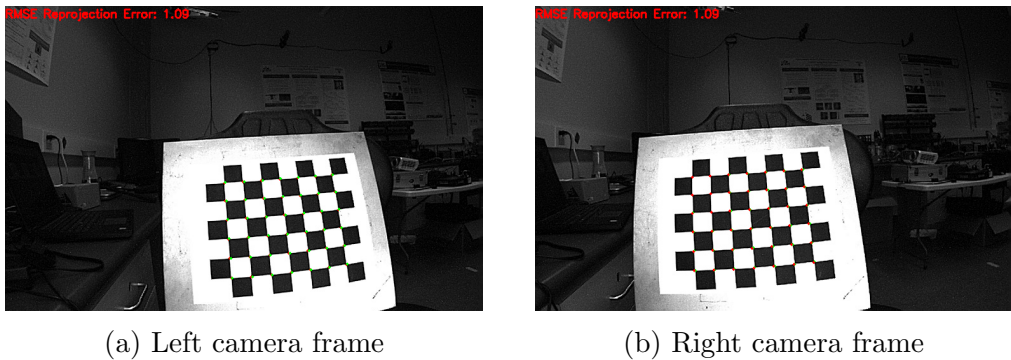 RMSE Reprojection Error: 1.09
RMSE Reprojection Error: 1.09
(a) Left camera frame
(b) Right camera frame